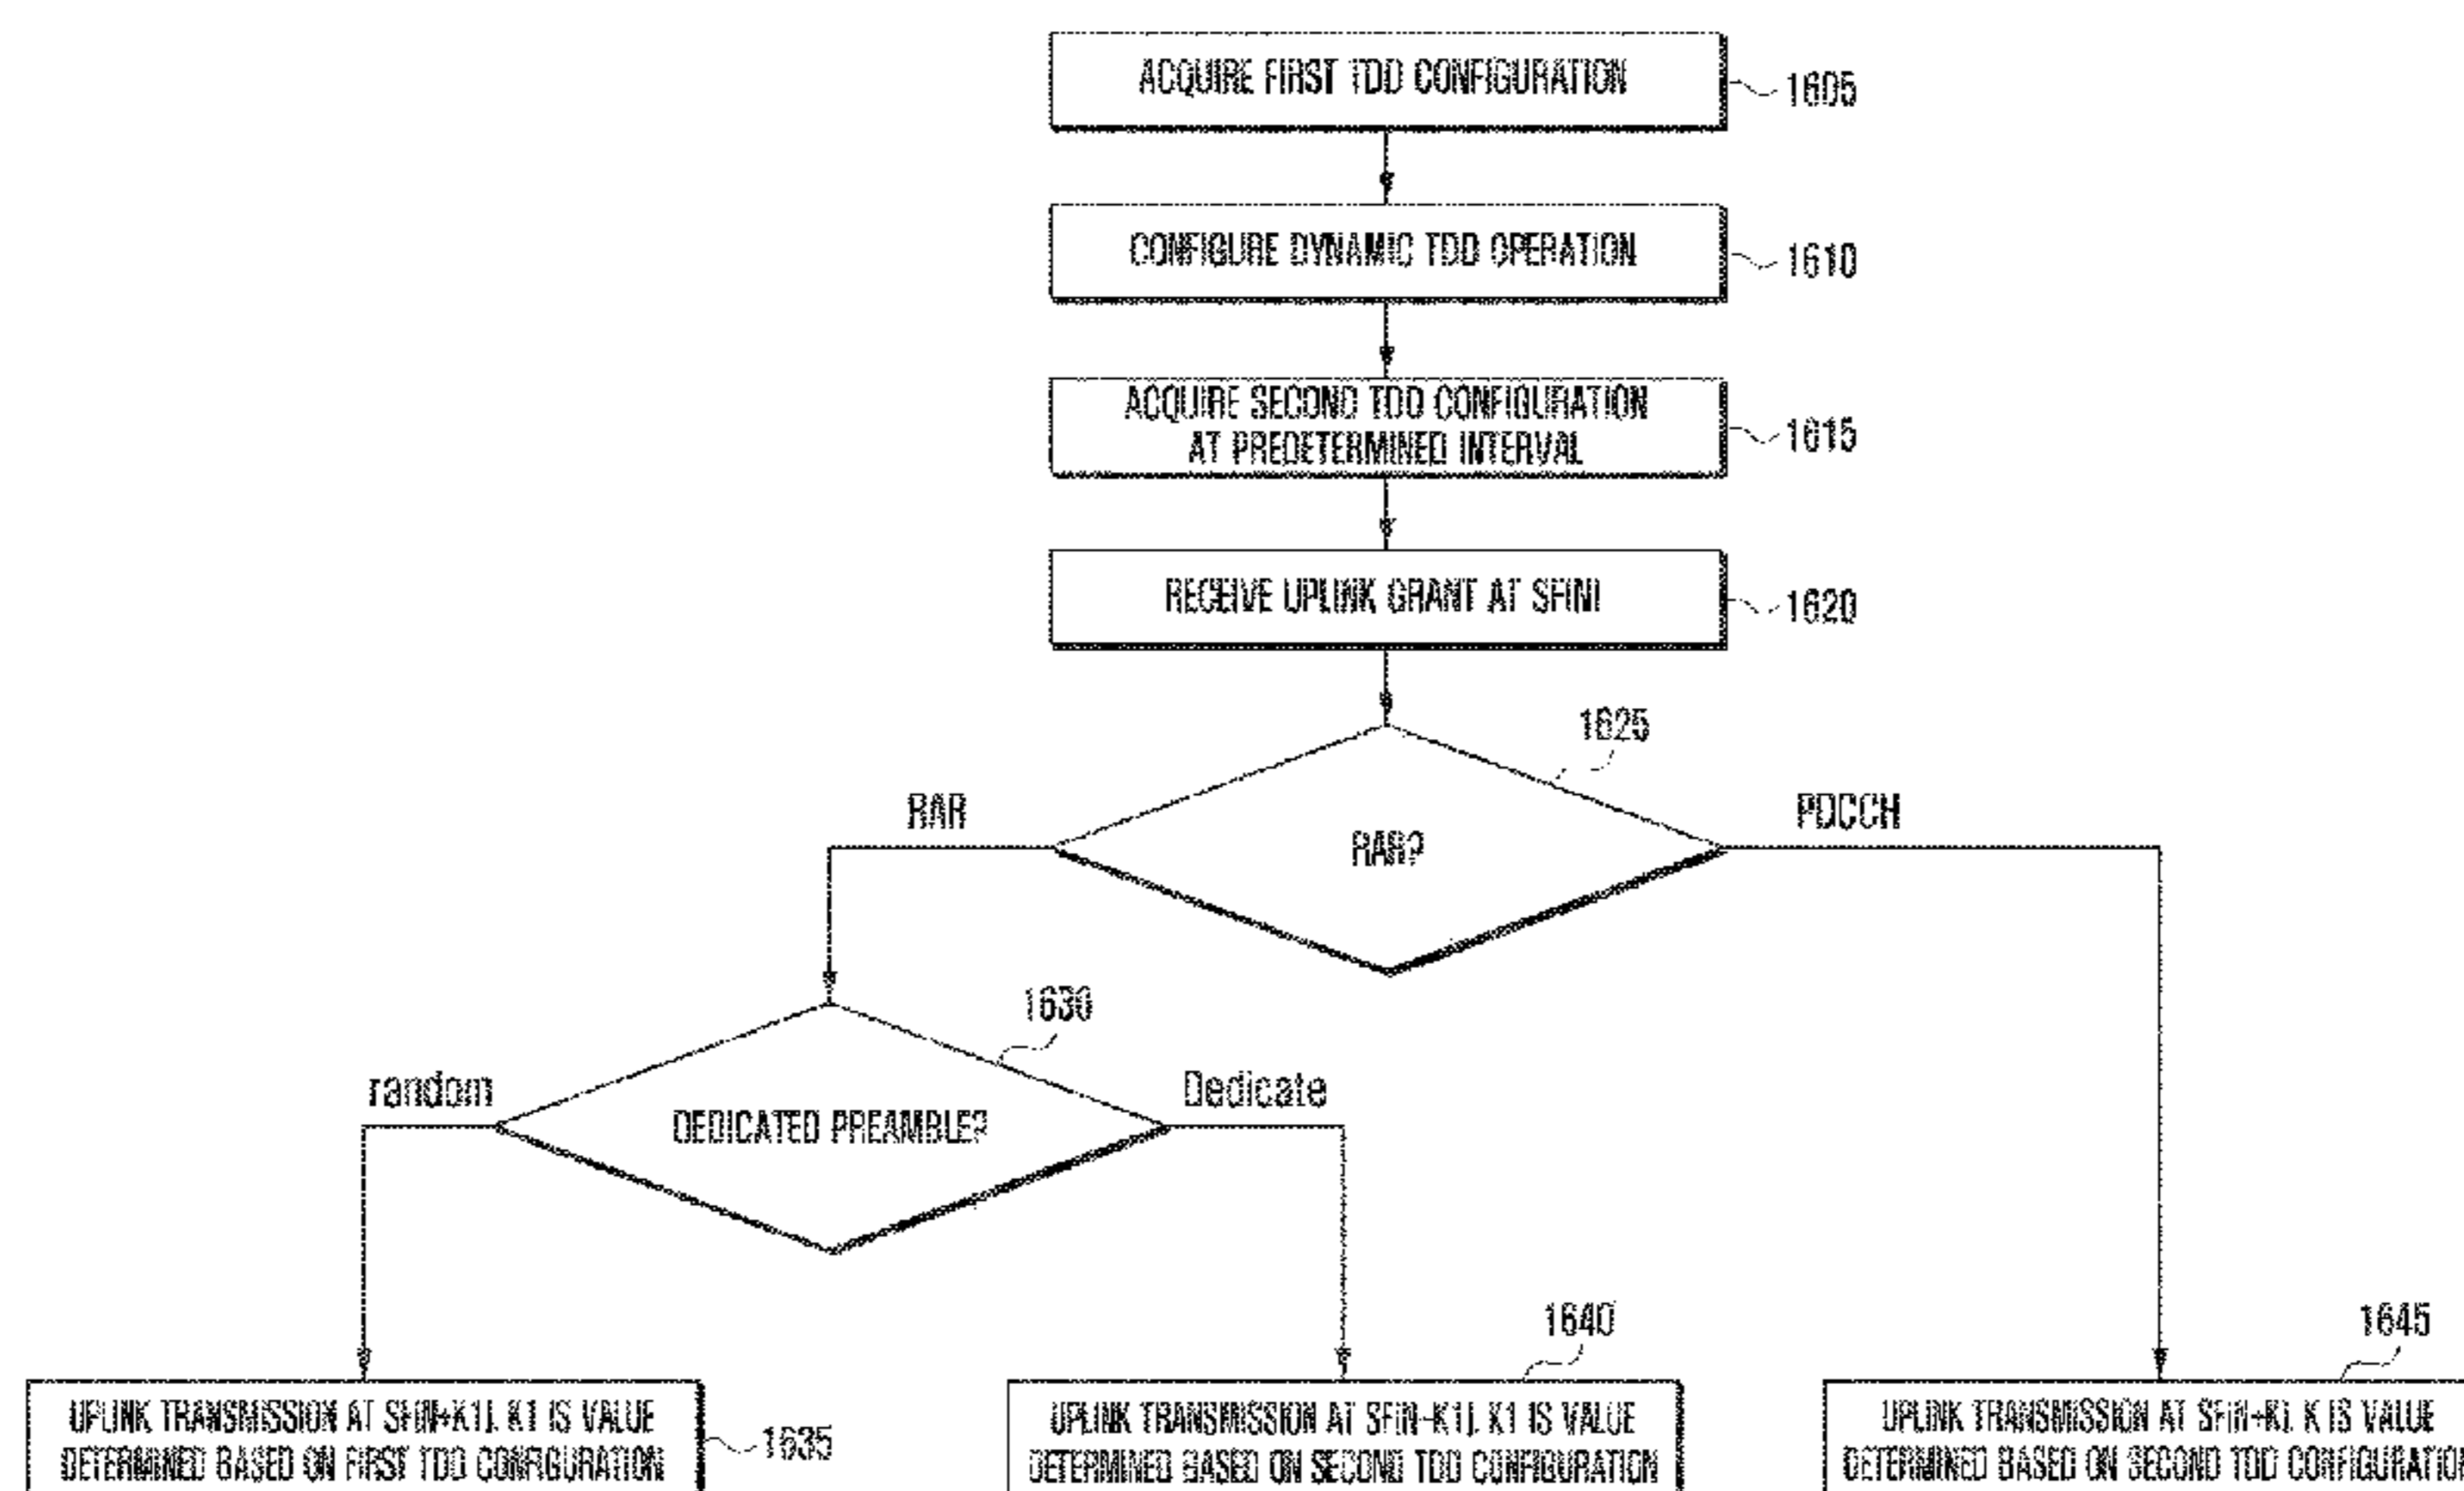 ACQUIRE FIRST TDD CONFIGURATION
1605
CONFIGURE DYNAMIC TDD OPERATION
1610
ACQUIRE SECOND TDD CONFIGURATION
AT PREDETERMINED INTERVAL
1615
RECEIVE UPLINK GRANT AT SF[N]
1620
1625
RAR
RAR?
PDCCH
1630
random
DEDICATED PREAMBLE?
Dedicate
1640
1645
UPLINK TRANSMISSION AT SF[N+K1]. K1 IS VALUE
DETERMINED BASED ON FIRST TDD CONFIGURATION
1635
UPLINK TRANSMISSION AT SF[N+K1]. K1 IS VALUE
DETERMINED BASED ON SECOND TDD CONFIGURATION
UPLINK TRANSMISSION AT SF[N+K]. K IS VALUE
DETERMINED BASED ON SECOND TDD CONFIGURATION